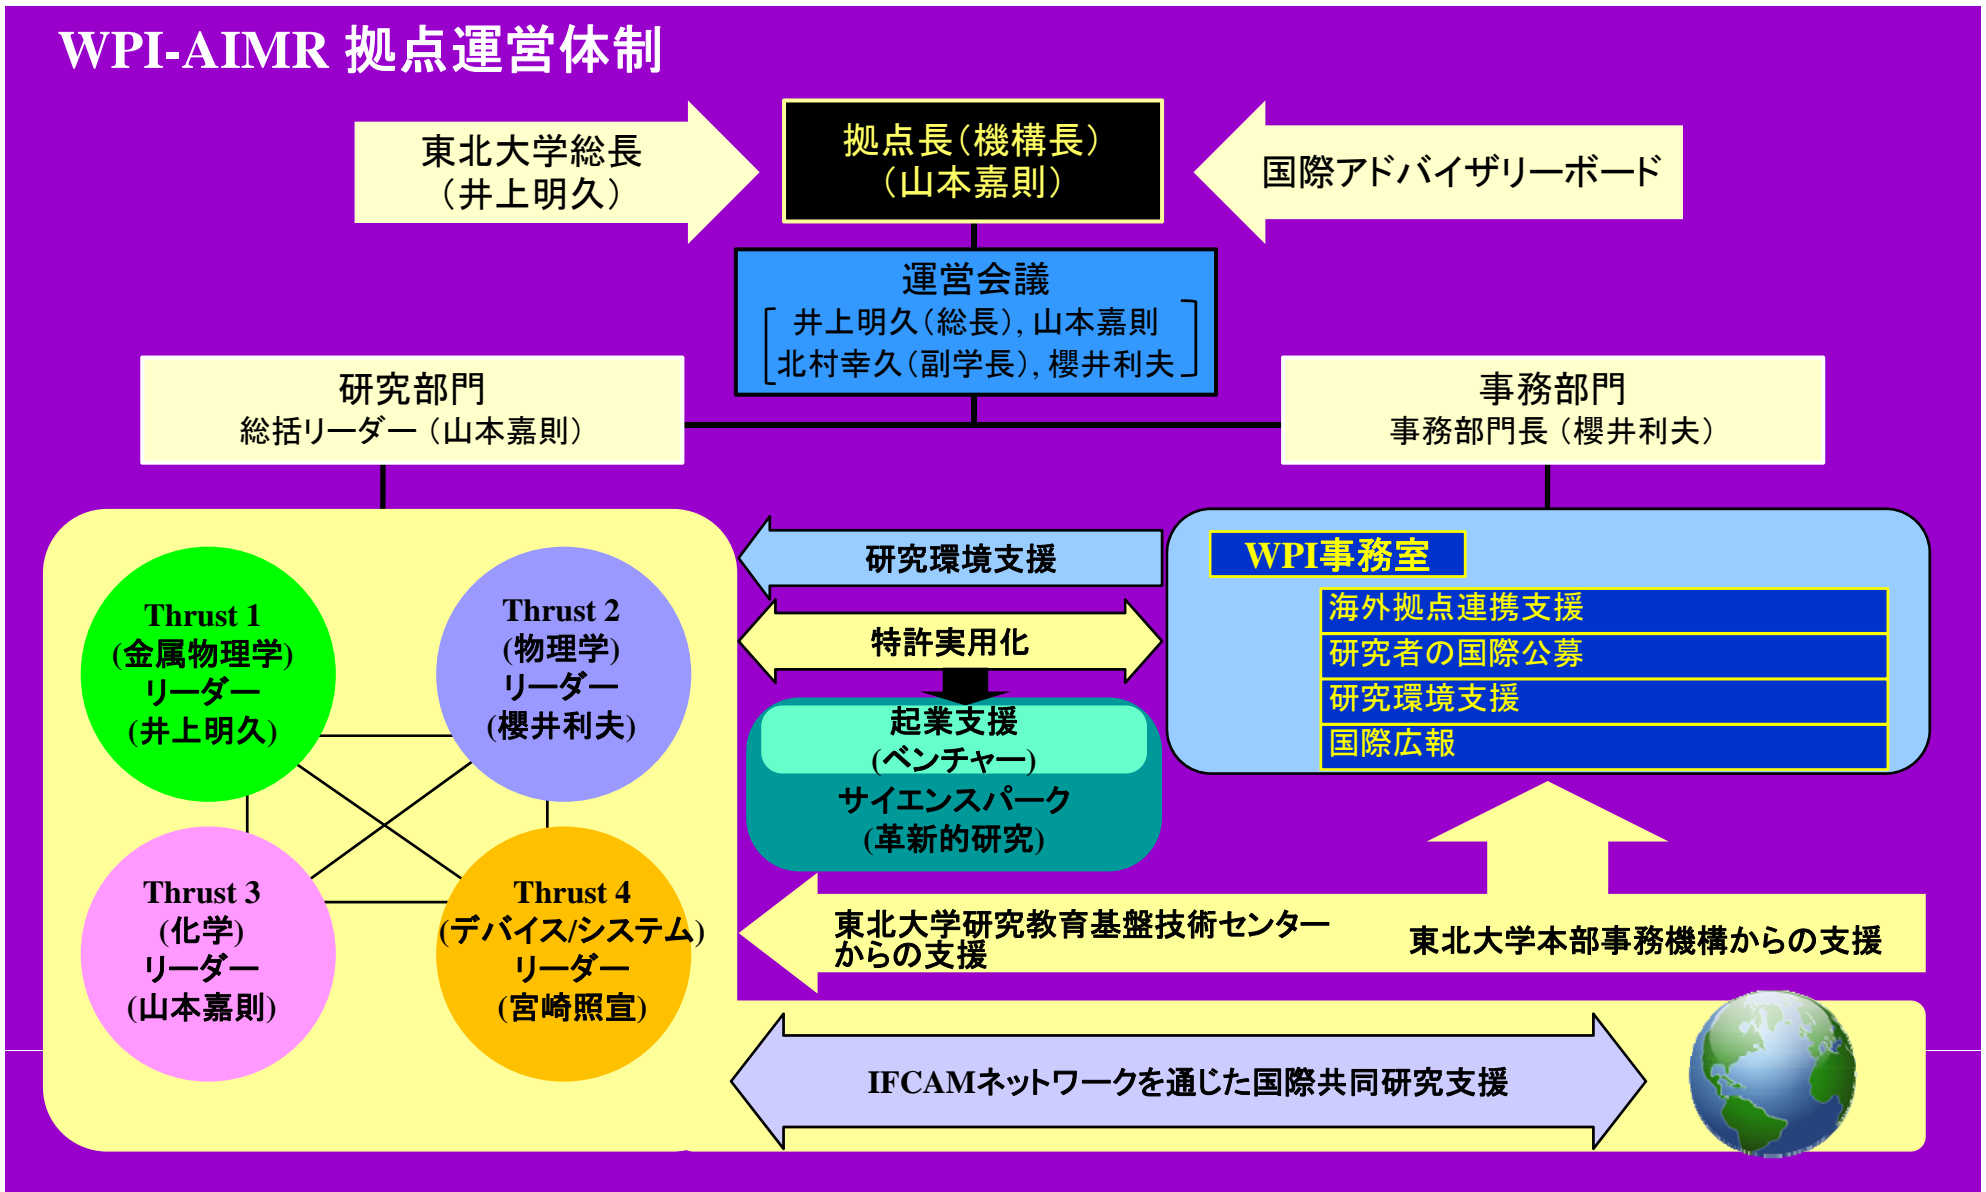 WPI-AIMR 拠点運営体制
東北大学総長
（井上明久）
拠点長（機構長）
（山本嘉則）
国際アドバイザリーボード
運営会議
井上明久（総長）, 山本嘉則
北村幸久（副学長）, 櫻井利夫
研究部門
総括リーダー （山本嘉則）
事務部門
事務部門長 （櫻井利夫）
Thrust 1
(金属物理学)
リーダー
(井上明久)
Thrust 2
(物理学)
リーダー
(櫻井利夫)
Thrust 3
(化学)
リーダー
(山本嘉則)
Thrust 4
(デバイス/システム)
リーダー
(宮崎照宣)
研究環境支援
特許実用化
起業支援
(ベンチャー)
サイエンスパーク
(革新的研究)
WPI事務室
海外拠点連携支援
研究者の国際公募
研究環境支援
国際広報
東北大学研究教育基盤技術センター
からの支援
東北大学本部事務機構からの支援
IFCAMネットワークを通じた国際共同研究支援